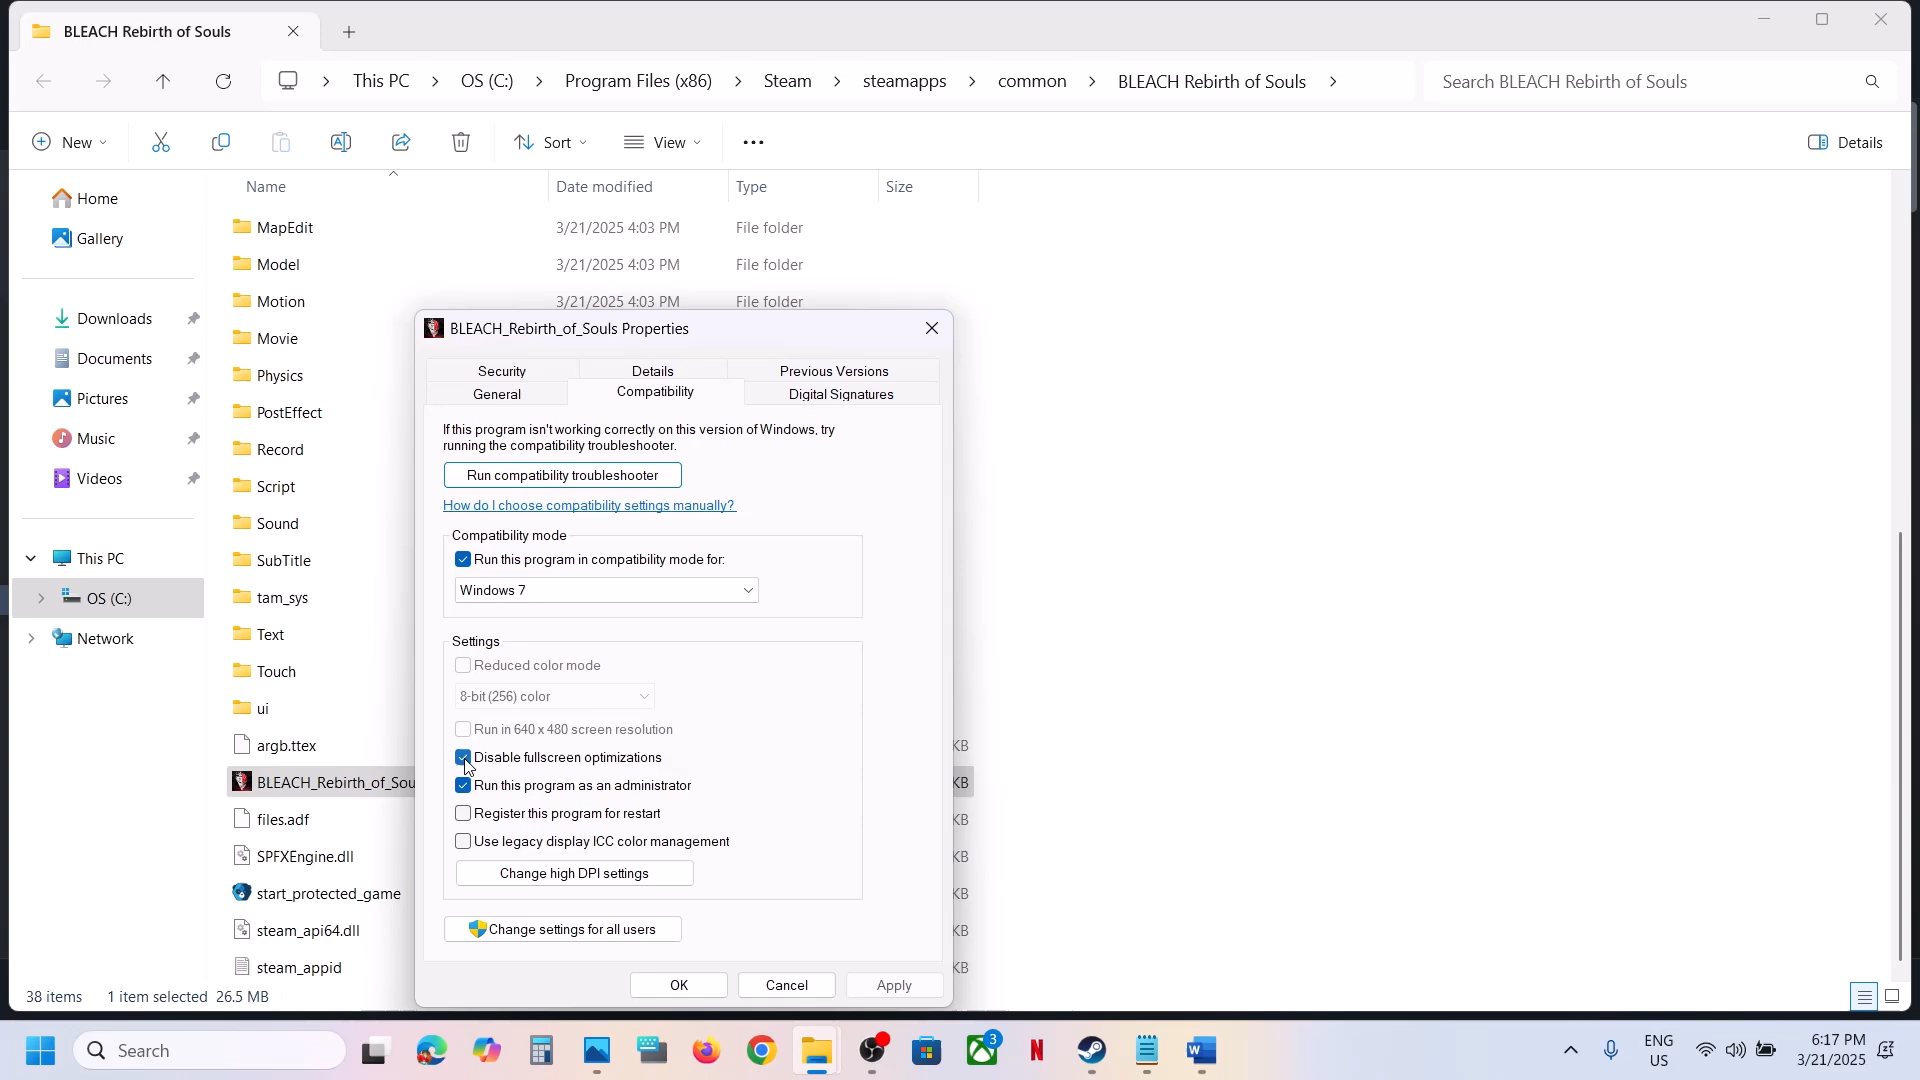 BLEACH Rebirth of Souls
This PC
OS (C:)
Program Files (x86)
Steam
steamapps
common
BLEACH Rebirth of Souls
Search BLEACH Rebirth of Souls
New
Sort
View
Details
Name
Date modified
Type
Size
Home
Gallery
Downloads
Documents
Pictures
Music
Videos
This PC
OS (C:)
Network
MapEdit 3/21/2025 4:03 PM File folder
Model 3/21/2025 4:03 PM File folder
Motion 3/21/2025 4:03 PM File folder
Movie
Physics
PostEffect
Record
Script
Sound
SubTitle
tam_sys
Text
Touch
ui
argb.ttex KB
BLEACH_Rebirth_of_Sou KB
files.adf KB
SPFXEngine.dll KB
start_protected_game KB
steam_api64.dll KB
steam_appid KB
BLEACH_Rebirth_of_Souls Properties
Security
Details
Previous Versions
General
Compatibility
Digital Signatures
If this program isn't working correctly on this version of Windows, try
running the compatibility troubleshooter.
Run compatibility troubleshooter
How do I choose compatibility settings manually?
Compatibility mode
Run this program in compatibility mode for:
Windows 7
Settings
Reduced color mode
8-bit (256) color
Run in 640 x 480 screen resolution
Disable fullscreen optimizations
Run this program as an administrator
Register this program for restart
Use legacy display ICC color management
Change high DPI settings
Change settings for all users
OK
Cancel
Apply
38 items
1 item selected 26.5 MB
Search
3
ENG
US
6:17 PM
3/21/2025